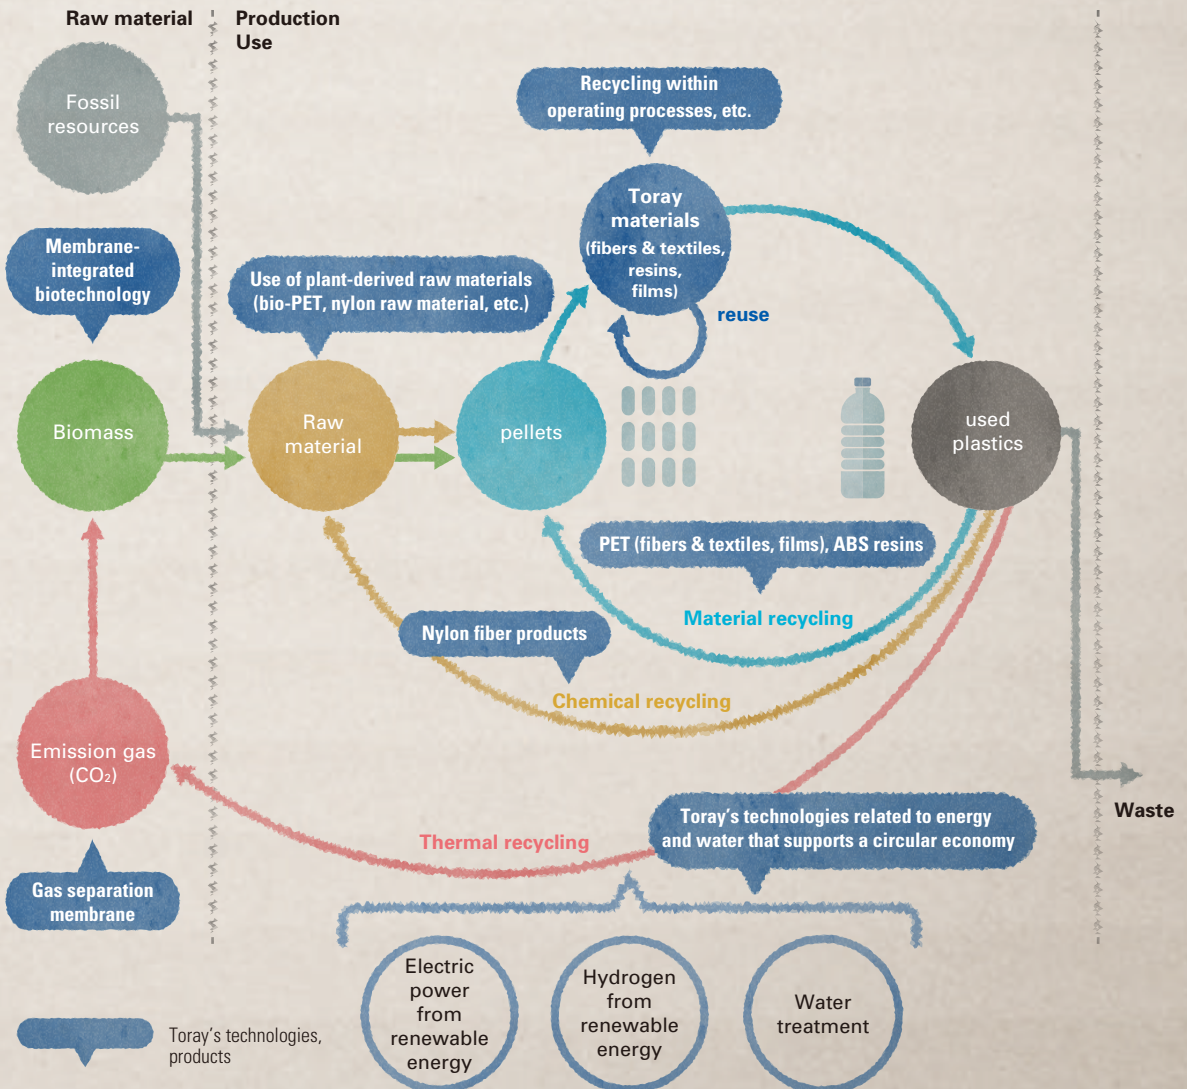 Raw material
Production
Use
Fossil
resources
Recycling within
operating processes, etc.
Toray
materials
(fibers & textiles,
resins,
films)
Membrane-
integrated
biotechnology
Use of plant-derived raw materials
(bio-PET, nylon raw material, etc.)
reuse
Biomass
Raw
material
pellets
used
plastics
PET (fibers & textiles, films), ABS resins
Material recycling
Nylon fiber products
Chemical recycling
Emission gas
(CO₂)
Waste
Toray's technologies related to energy
and water that supports a circular economy
Thermal recycling
Gas separation
membrane
Electric
power
from
renewable
energy
Hydrogen
from
renewable
energy
Water
treatment
Toray's technologies,
products